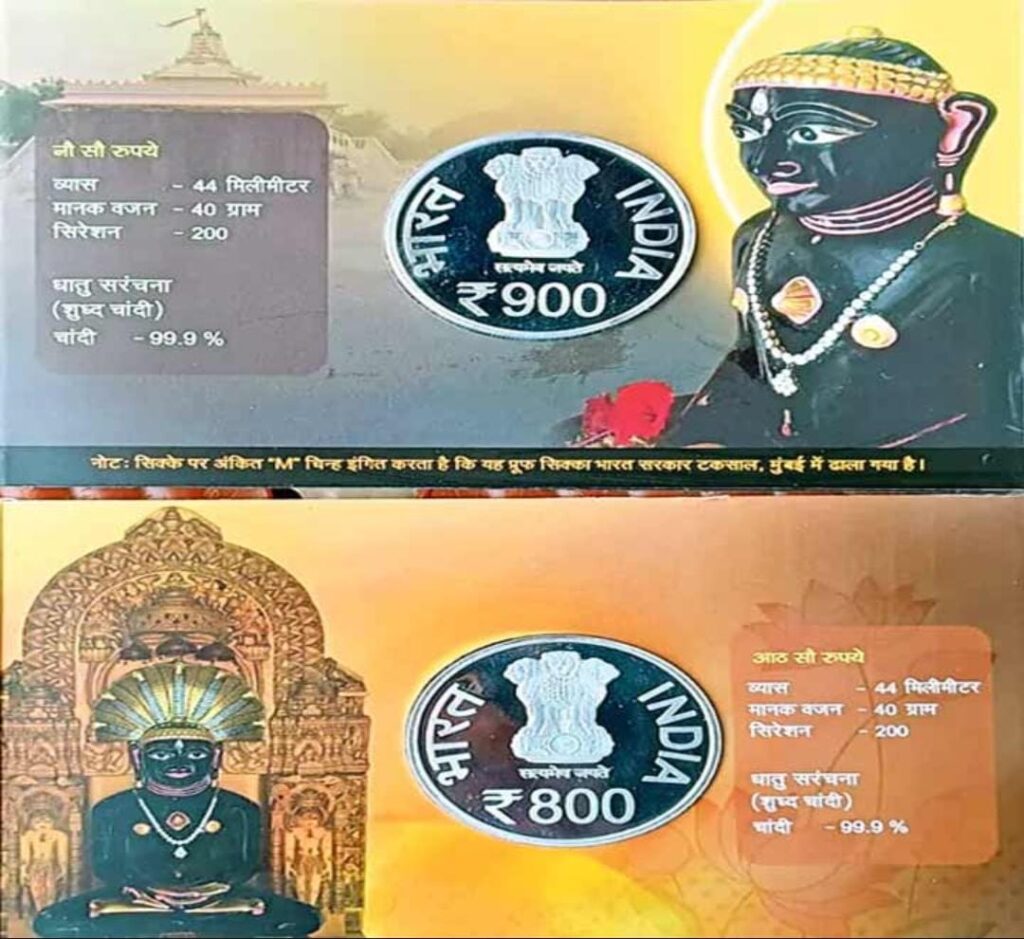 नौ सौ रुपये
व्यास - 44 मिलीमीटर
मानक वजन - 40 ग्राम
सिरेशन - 200
धातु सरंचना
(शुध्द चांदी)
चांदी - 99.9 %
भारत
INDIA
सत्यमेव जयते
₹900
नोट: सिक्के पर अंकित "M" चिन्ह इंगित करता है कि यह प्रूफ सिक्का भारत सरकार टकसाल, मुंबई में ढाला गया है।
भारत
INDIA
सत्यमेव जयते
₹800
आठ सौ रुपये
व्यास - 44 मिलीमीटर
मानक वजन - 40 ग्राम
सिरेशन - 200
धातु सरंचना
(शुध्द चांदी)
चांदी - 99.9 %